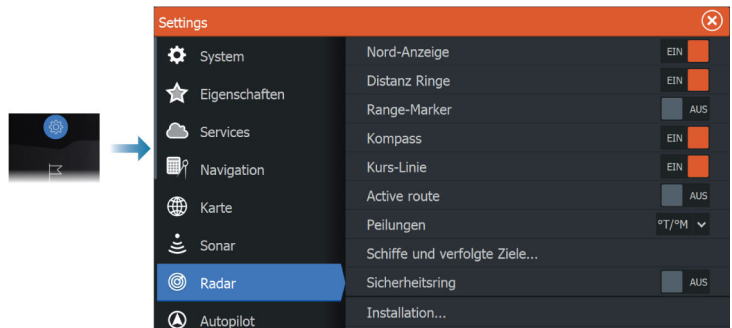 Settings
System
Eigenschaften
Services
Navigation
Karte
Sonar
Radar
Autopilot
Nord-Anzeige EIN
Distanz Ringe EIN
Range-Marker AUS
Kompass EIN
Kurs-Linie EIN
Active route AUS
Peilungen °T/°M
Schiffe und verfolgte Ziele...
Sicherheitsring AUS
Installation...